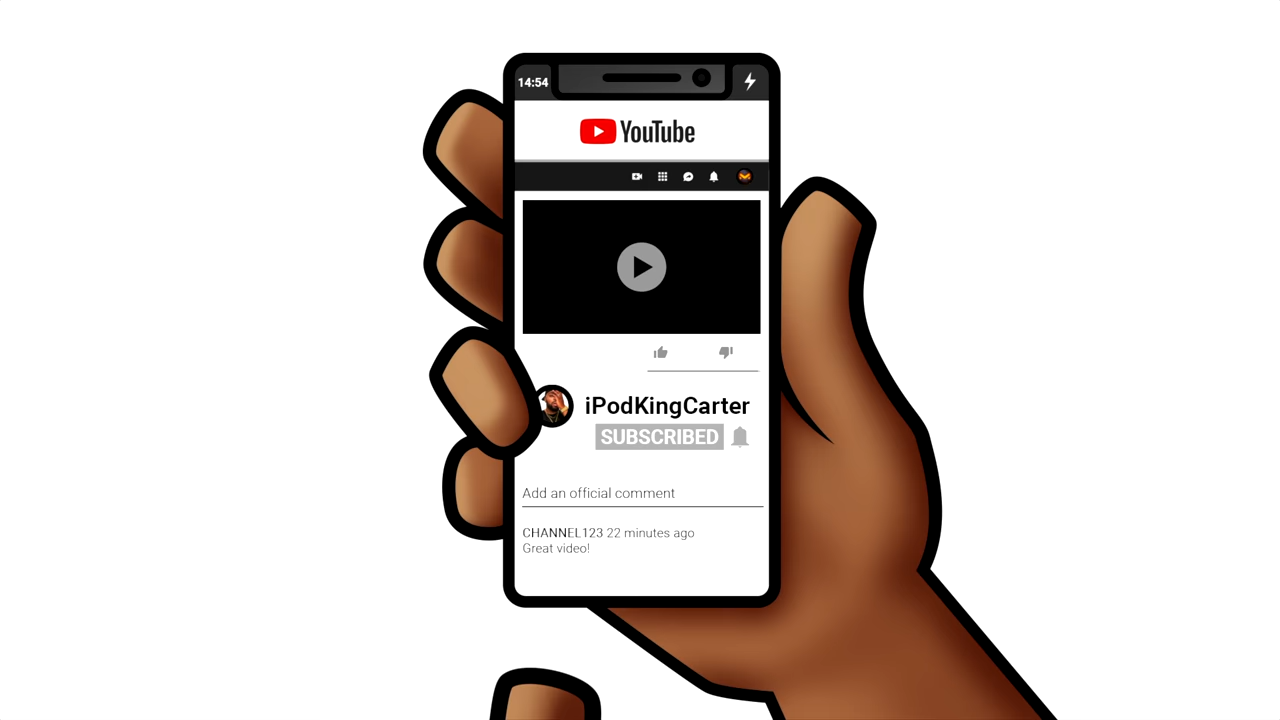 14:54
YouTube
iPodKingCarter
SUBSCRIBED
Add an official comment
CHANNEL123 22 minutes ago
Great video!